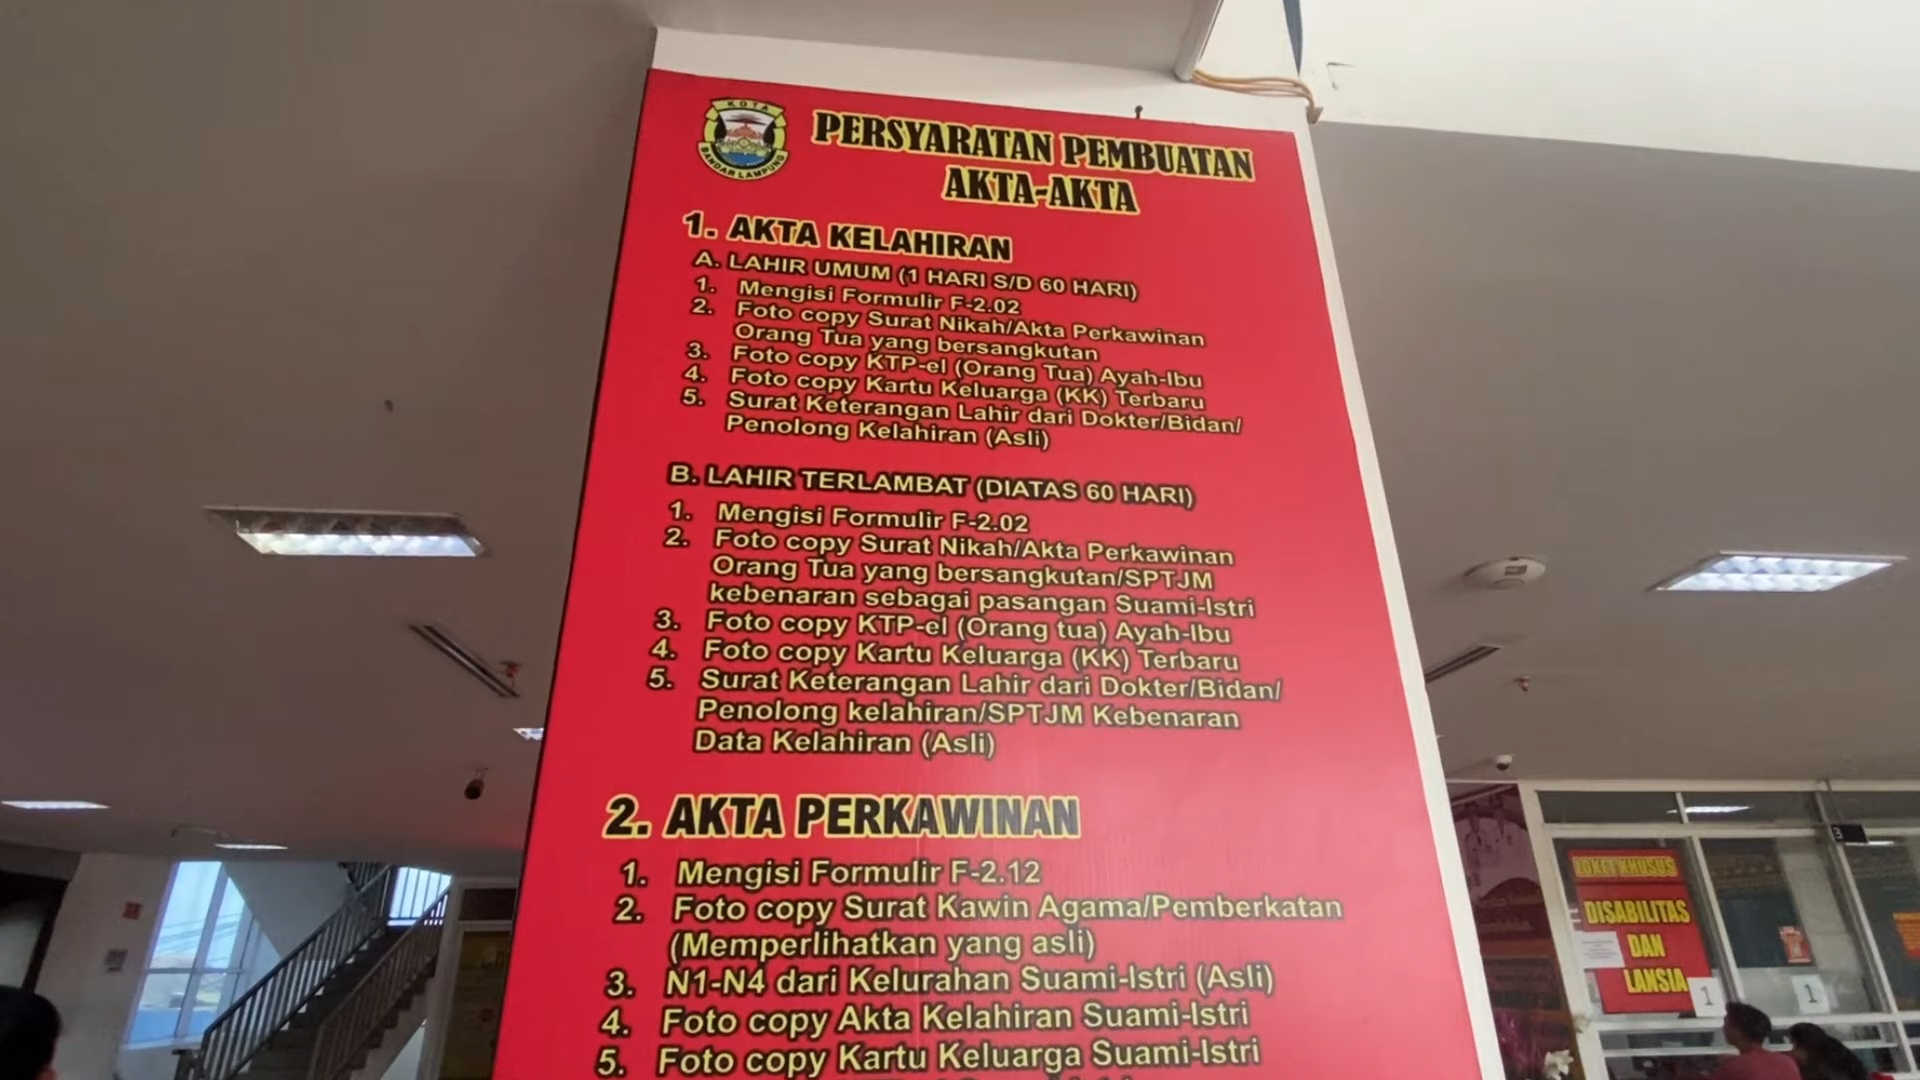 KOTA
BANDAR LAMPUNG
PERSYARATAN PEMBUATAN
AKTA-AKTA
1. AKTA KELAHIRAN
A. LAHIR UMUM (1 HARI S/D 60 HARI)
1. Mengisi Formulir F-2.02
2. Foto copy Surat Nikah/Akta Perkawinan
Orang Tua yang bersangkutan
3. Foto copy KTP-el (Orang Tua) Ayah-Ibu
4. Foto copy Kartu Keluarga (KK) Terbaru
5. Surat Keterangan Lahir dari Dokter/Bidan/
Penolong Kelahiran (Asli)
B. LAHIR TERLAMBAT (DIATAS 60 HARI)
1. Mengisi Formulir F-2.02
2. Foto copy Surat Nikah/Akta Perkawinan
Orang Tua yang bersangkutan/SPTJM
kebenaran sebagai pasangan Suami-Istri
3. Foto copy KTP-el (Orang tua) Ayah-Ibu
4. Foto copy Kartu Keluarga (KK) Terbaru
5. Surat Keterangan Lahir dari Dokter/Bidan/
Penolong kelahiran/SPTJM Kebenaran
Data Kelahiran (Asli)
2. AKTA PERKAWINAN
1. Mengisi Formulir F-2.12
2. Foto copy Surat Kawin Agama/Pemberkatan
(Memperlihatkan yang asli)
3. N1-N4 dari Kelurahan Suami-Istri (Asli)
4. Foto copy Akta Kelahiran Suami-Istri
5. Foto copy Kartu Keluarga Suami-Istri
3
LOKET KHUSUS
DISABILITAS
DAN
LANSIA
1
1